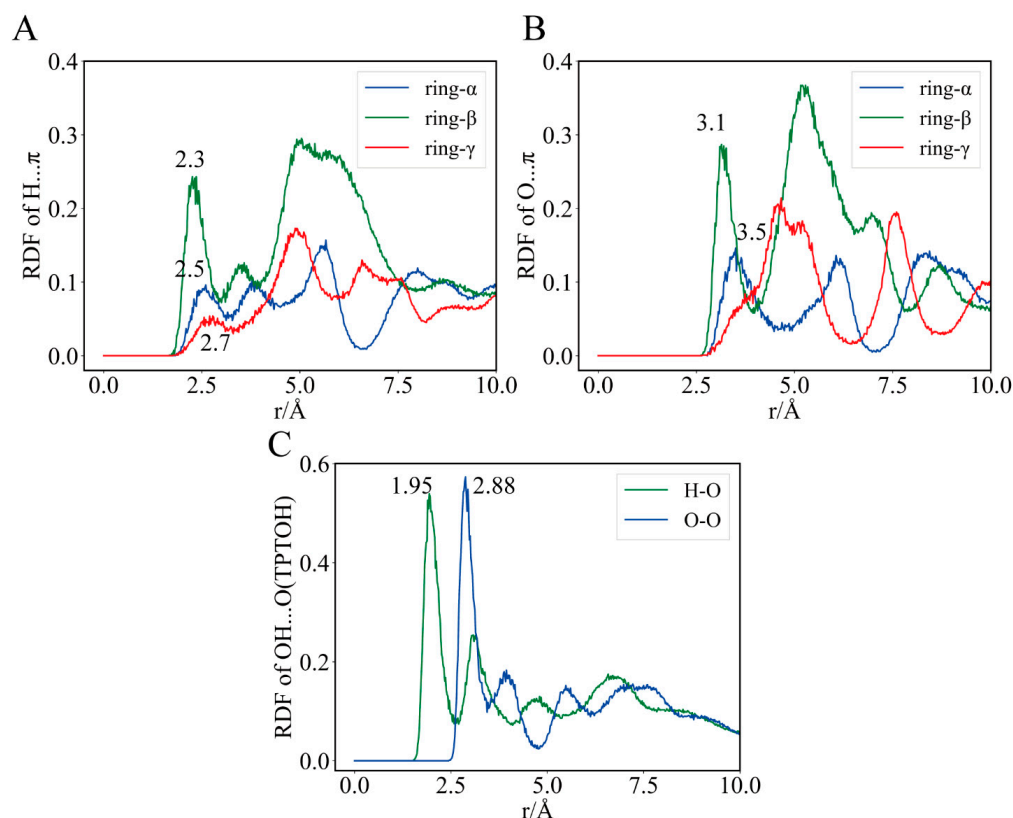 A
RDF of H...π
0.4
0.3
0.2
0.1
0.0
2.3
2.5
2.7
ring-α
ring-β
ring-γ
0.0 2.5 5.0 7.5 10.0
r/Å
B
RDF of O...π
0.4
0.3
0.2
0.1
0.0
3.1
3.5
ring-α
ring-β
ring-γ
0.0 2.5 5.0 7.5 10.0
r/Å
C
RDF of OH...O(TPTOH)
0.6
0.4
0.2
0.0
1.95 2.88
H-O
O-O
0.0 2.5 5.0 7.5 10.0
r/Å